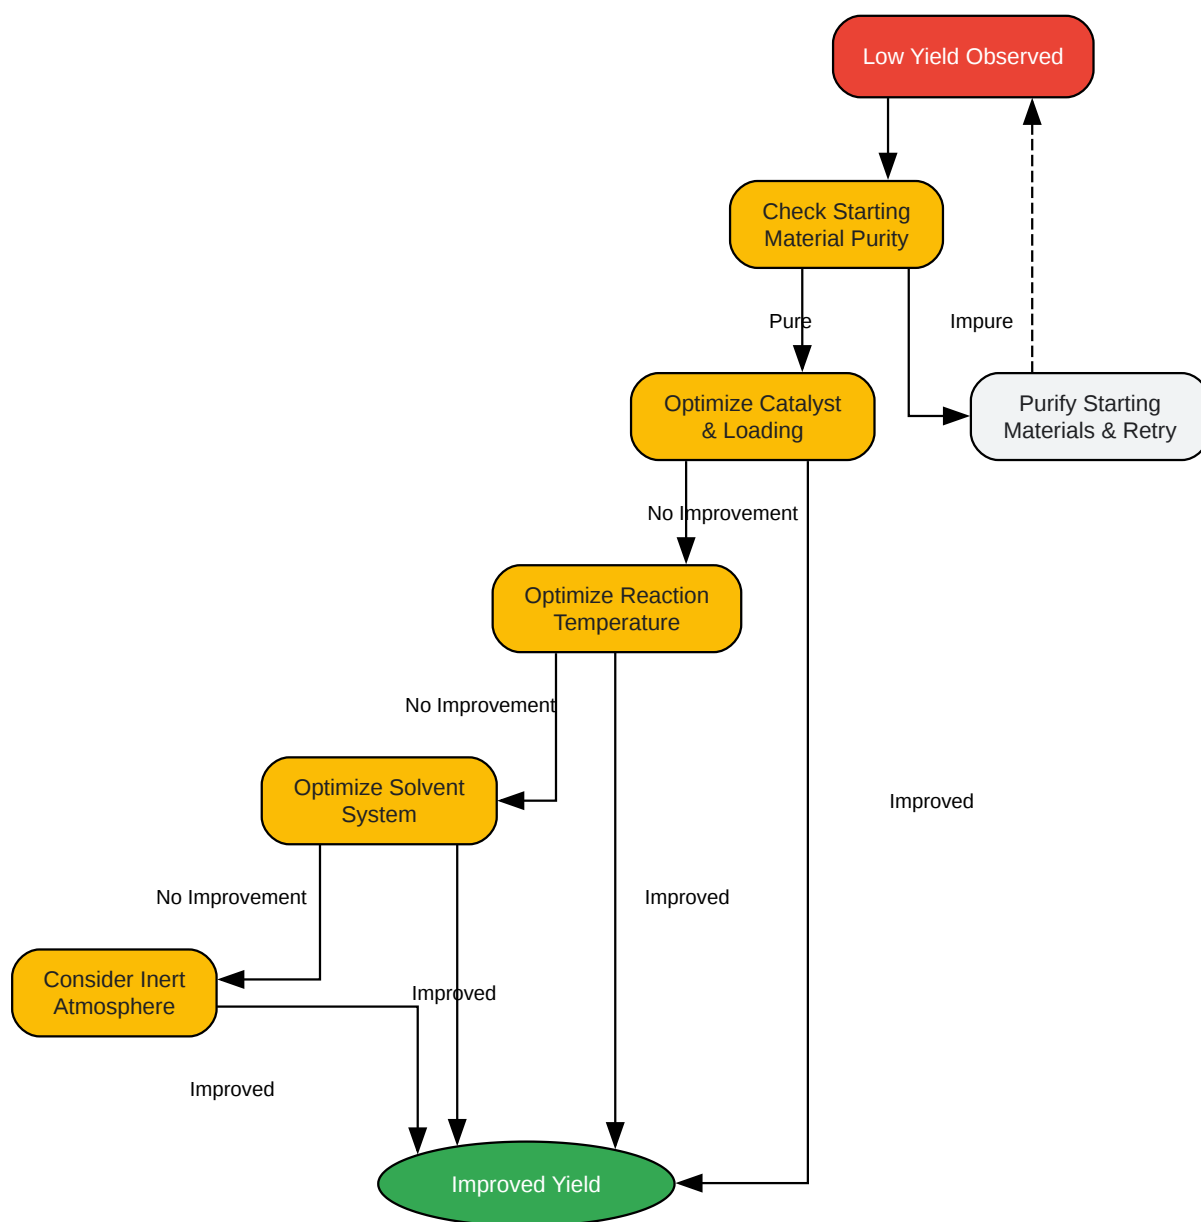 Low Yield Observed
Check Starting
Material Purity
Pure
Impure
Optimize Catalyst
& Loading
Purify Starting
Materials & Retry
No Improvement
Optimize Reaction
Temperature
No Improvement
Optimize Solvent
System
Improved
No Improvement
Improved
Consider Inert
Atmosphere
Improved
Improved
Improved Yield